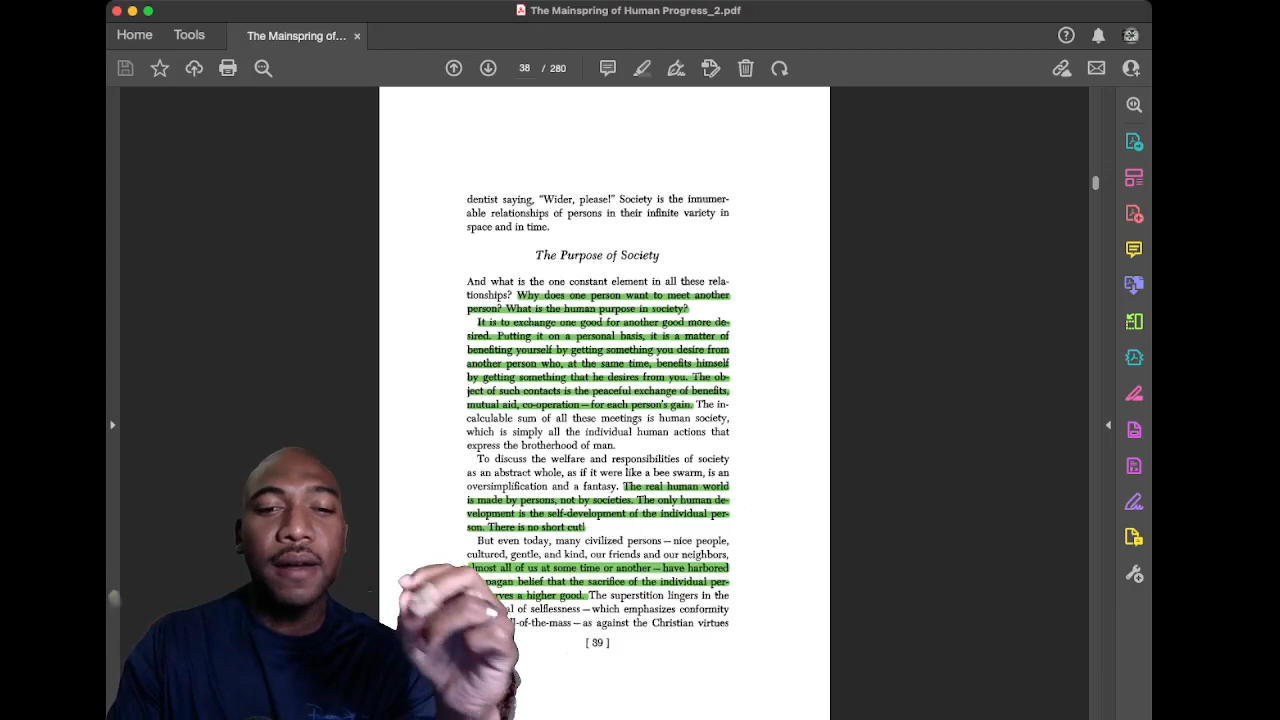 The Mainspring of Human Progress_2.pdf
Home Tools The Mainspring of... ×
38 / 280
dentist saying, "Wider, please!" Society is the innumer-
able relationships of persons in their infinite variety in
space and in time.
The Purpose of Society
And what is the one constant element in all these rela-
tionships? Why does one person want to meet another
person? What is the human purpose in society?
It is to exchange one good for another good more de-
sired. Putting it on a personal basis, it is a matter of
benefiting yourself by getting something you desire from
another person who, at the same time, benefits himself
by getting something that he desires from you. The ob-
ject of such contacts is the peaceful exchange of benefits,
mutual aid, co-operation—for each person's gain. The in-
calculable sum of all these meetings is human society,
which is simply all the individual human actions that
express the brotherhood of man.
To discuss the welfare and responsibilities of society
as an abstract whole, as if it were like a bee swarm, is an
oversimplification and a fantasy. The real human world
is made by persons, not by societies. The only human de-
velopment is the self-development of the individual per-
son. There is no short cut!
But even today, many civilized persons—nice people,
cultured, gentle, and kind, our friends and our neighbors,
almost all of us at some time or another—have harbored
pagan belief that the sacrifice of the individual per-
a higher good. The superstition lingers in the
of selflessness—which emphasizes conformity
-of-the-mass—as against the Christian virtues
[ 39 ]